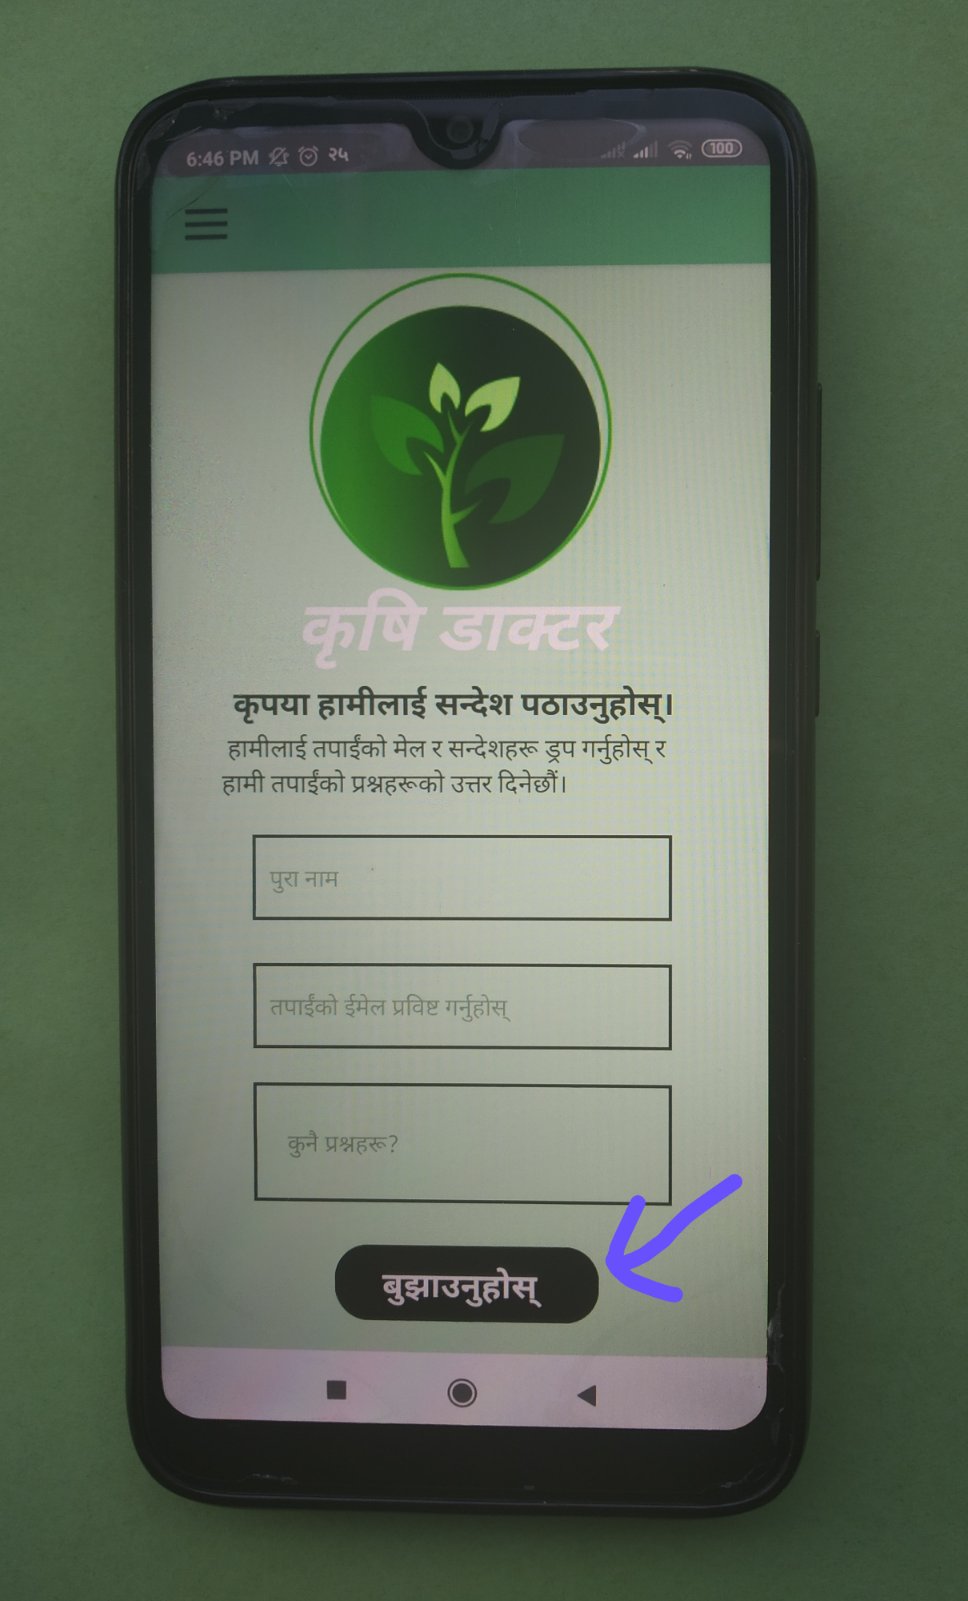 6:46 PM २५ 100
कृषि डाक्टर
कृपया हामीलाई सन्देश पठाउनुहोस्।
हामीलाई तपाईंको मेल र सन्देशहरू ड्रप गर्नुहोस् र
हामी तपाईंको प्रश्नहरूको उत्तर दिनेछौं।
पुरा नाम
तपाईंको ईमेल प्रविष्ट गर्नुहोस्
कुनै प्रश्नहरू?
बुझाउनुहोस्